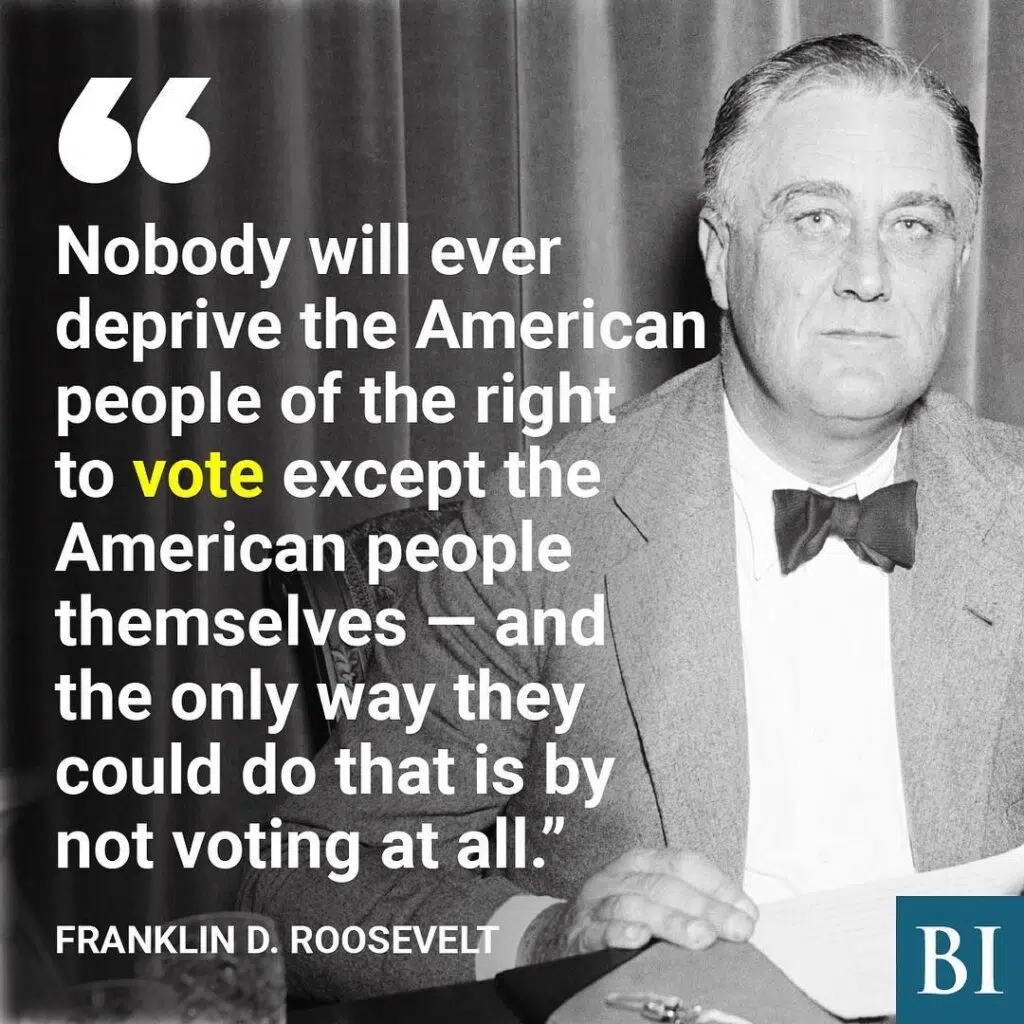 “
Nobody will ever
deprive the American
people of the right
to vote except the
American people
themselves — and
the only way they
could do that is by
not voting at all.”
FRANKLIN D. ROOSEVELT
BI